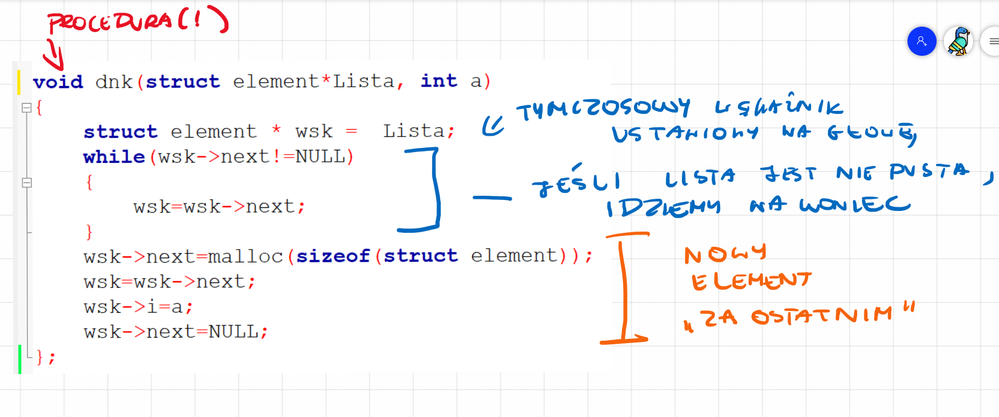 PROCEDURA(!)
void dnk(struct element*Lista, int a)
{
struct element * wsk = Lista;
TYMCZOSOWY WSKAŹNIK
USTAWIONY NA GŁOWĘ,
while(wsk->next!=NULL)
{
JEŚLI LISTA JEST NIE PUSTA,
wsk=wsk->next;
IDZIEMY NA KONIEC
}
wsk->next=malloc(sizeof(struct element));
NOWY
wsk=wsk->next;
ELEMENT
wsk->i=a;
„ZA OSTATNIM"
wsk->next=NULL;
};